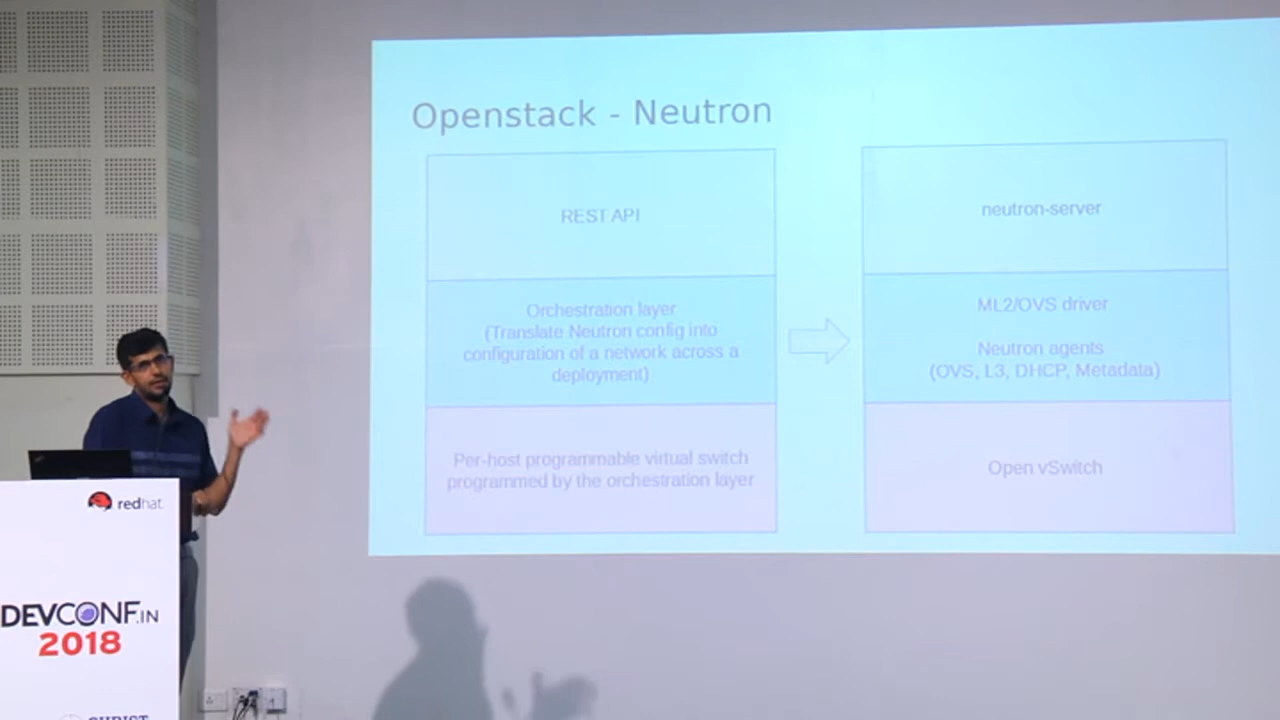 Openstack - Neutron
REST API
Orchestration layer
(Translate Neutron config into
configuration of a network across a
deployment)
Per-host programmable virtual switch
programmed by the orchestration layer
neutron-server
ML2/OVS driver
Neutron agents
(OVS, L3, DHCP, Metadata)
Open vSwitch
redhat
DEVCONF.IN
2018
CHRIST